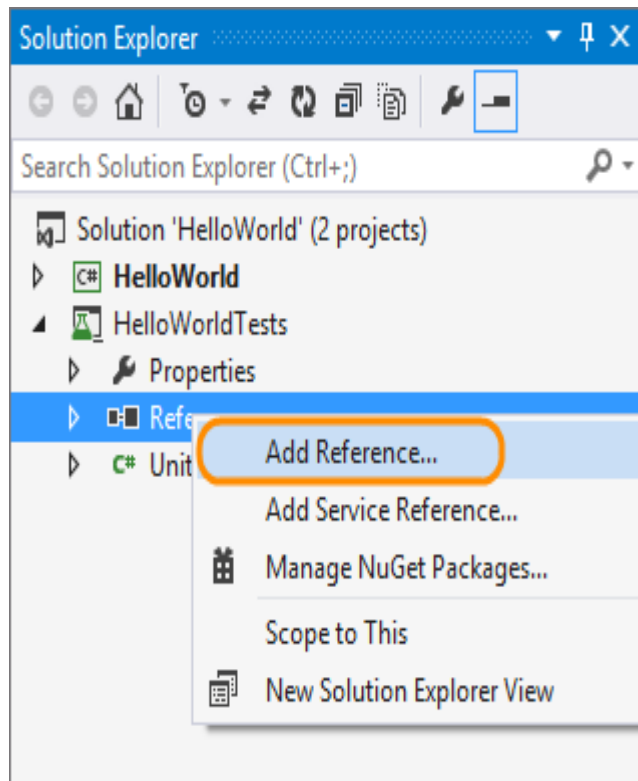 Solution Explorer
Search Solution Explorer (Ctrl+;)
Solution 'HelloWorld' (2 projects)
C# HelloWorld
HelloWorldTests
Properties
Refe
Add Reference...
C# Unit
Add Service Reference...
Manage NuGet Packages...
Scope to This
New Solution Explorer View